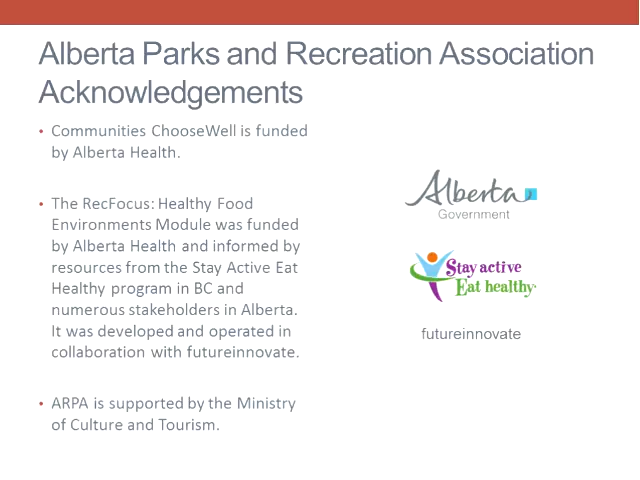 Alberta Parks and Recreation Association
Acknowledgements
• Communities ChooseWell is funded
by Alberta Health.
• The RecFocus: Healthy Food
Environments Module was funded
by Alberta Health and informed by
resources from the Stay Active Eat
Healthy program in BC and
numerous stakeholders in Alberta.
It was developed and operated in
collaboration with futureinnovate.
• ARPA is supported by the Ministry
of Culture and Tourism.
Alberta
Government
Stay active
Eat healthy
futureinnovate